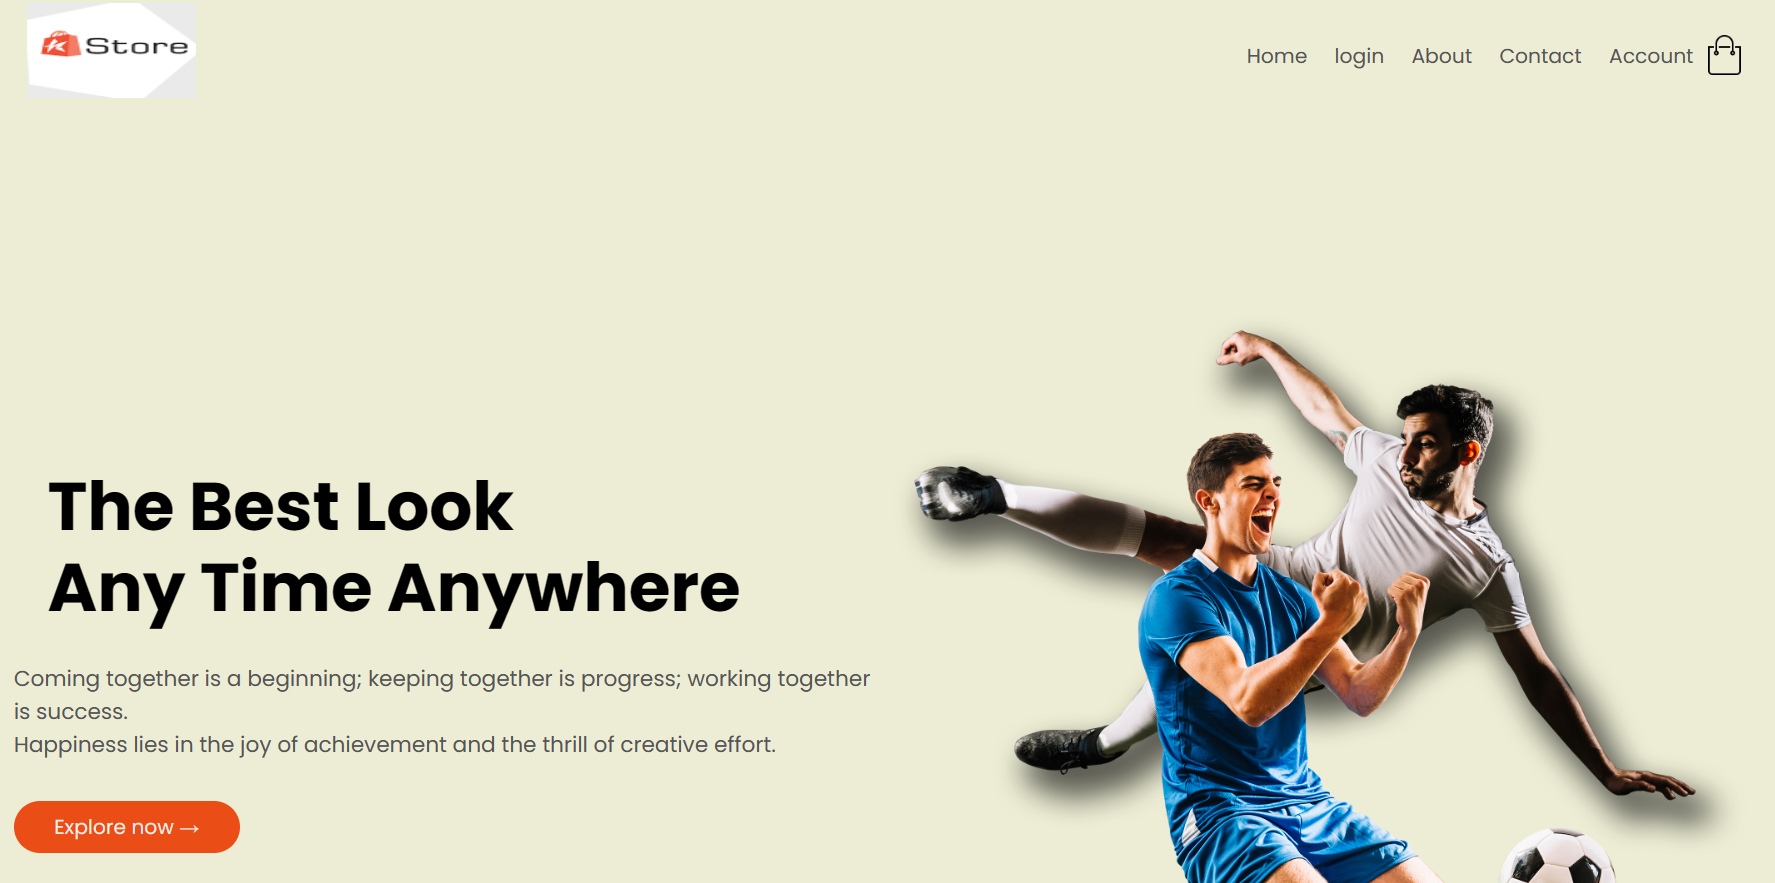 K Store
Home login About Contact Account
The Best Look
Any Time Anywhere
Coming together is a beginning; keeping together is progress; working together
is success.
Happiness lies in the joy of achievement and the thrill of creative effort.
Explore now →